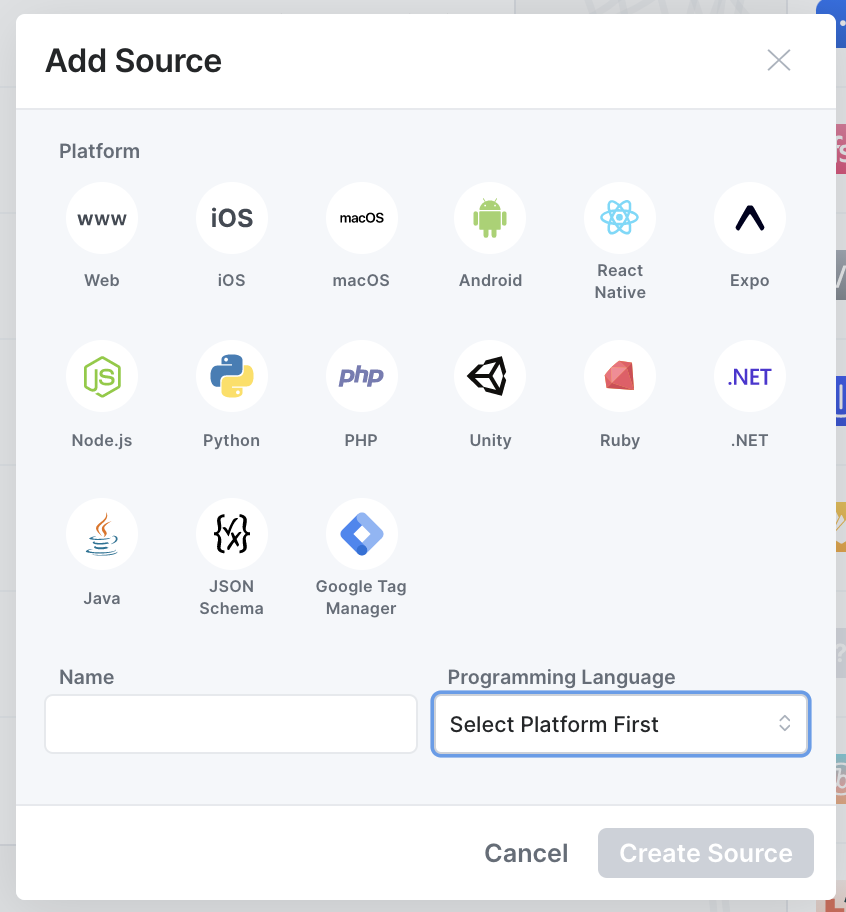 Add Source
Platform
www
iOS
macOS
Web
iOS
macOS
Android
React
Native
Expo
JS
php
.NET
Node.js
Python
PHP
Unity
Ruby
.NET
Java
JSON
Schema
Google Tag
Manager
Name
Programming Language
Select Platform First
Cancel
Create Source